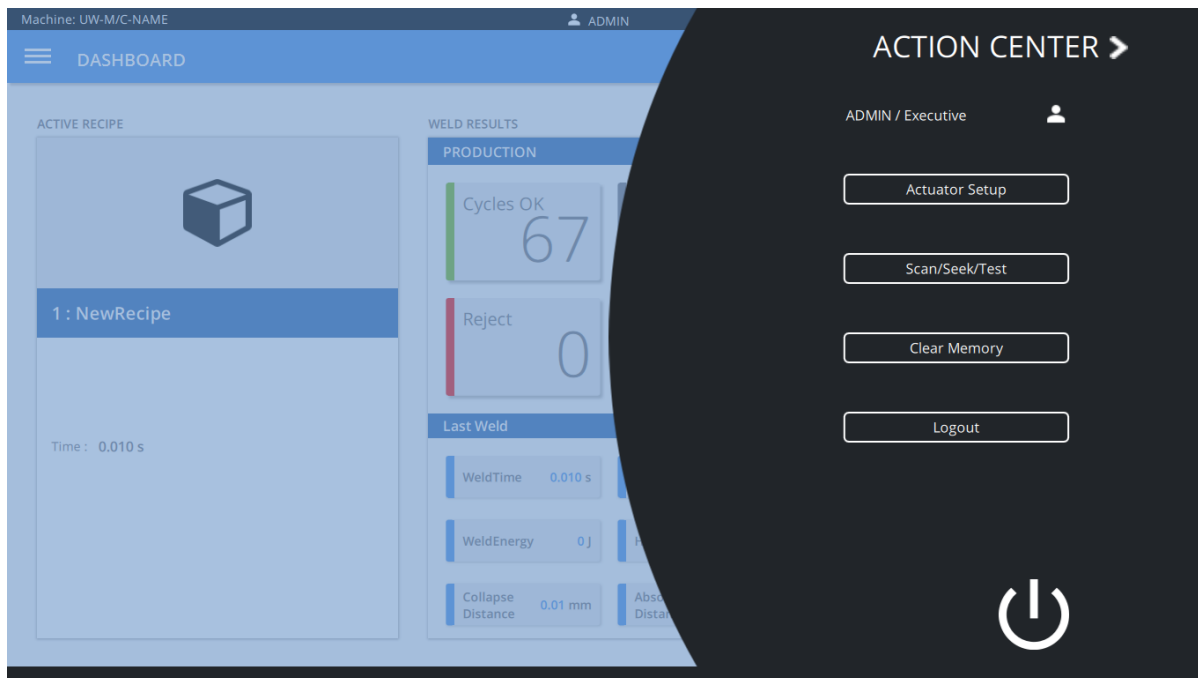 Machine: UW-M/C-NAME
ADMIN
DASHBOARD
ACTION CENTER
ADMIN / Executive
Actuator Setup
Scan/Seek/Test
Clear Memory
Logout
ACTIVE RECIPE
1 : NewRecipe
Time : 0.010 s
WELD RESULTS
PRODUCTION
Cycles OK
67
Reject
0
Last Weld
WeldTime 0.010 s
WeldEnergy 0 J
Collapse
Distance 0.01 mm